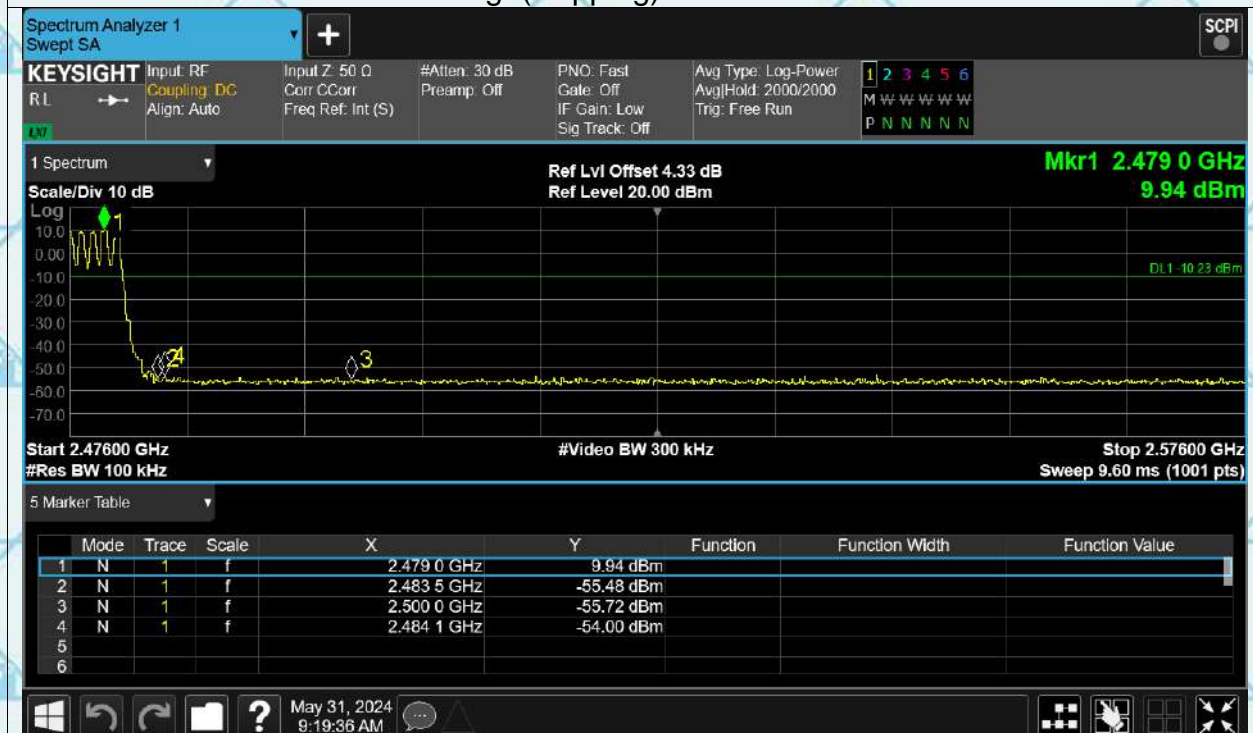 Spectrum Analyzer 1
Swept SA
+
SCPI
KEYSIGHT
RL
LXI
Input: RF
Coupling: DC
Align: Auto
Input Z: 50 Ω
Corr CCorr
Freq Ref: Int (S)
#Atten: 30 dB
Preamp: Off
PNO: Fast
Gate: Off
IF Gain: Low
Sig Track: Off
Avg Type: Log-Power
Avg|Hold: 2000/2000
Trig: Free Run
1 2 3 4 5 6
M W W W W W
P N N N N N
1 Spectrum
Ref Lvl Offset 4.33 dB
Mkr1 2.479 0 GHz
Scale/Div 10 dB
Ref Level 20.00 dBm
9.94 dBm
Log
1
10.0
0.00
DL1 -10.23 dBm
-10.0
-20.0
-30.0
-40.0
3
-50.0
-60.0
-70.0
Start 2.47600 GHz
#Video BW 300 kHz
Stop 2.57600 GHz
#Res BW 100 kHz
Sweep 9.60 ms (1001 pts)
5 Marker Table
Mode Trace Scale X Y Function Function Width Function Value
1 N 1 f 2.479 0 GHz 9.94 dBm
2 N 1 f 2.483 5 GHz -55.48 dBm
3 N 1 f 2.500 0 GHz -55.72 dBm
4 N 1 f 2.484 1 GHz -54.00 dBm
5
6
?
May 31, 2024
9:19:36 AM